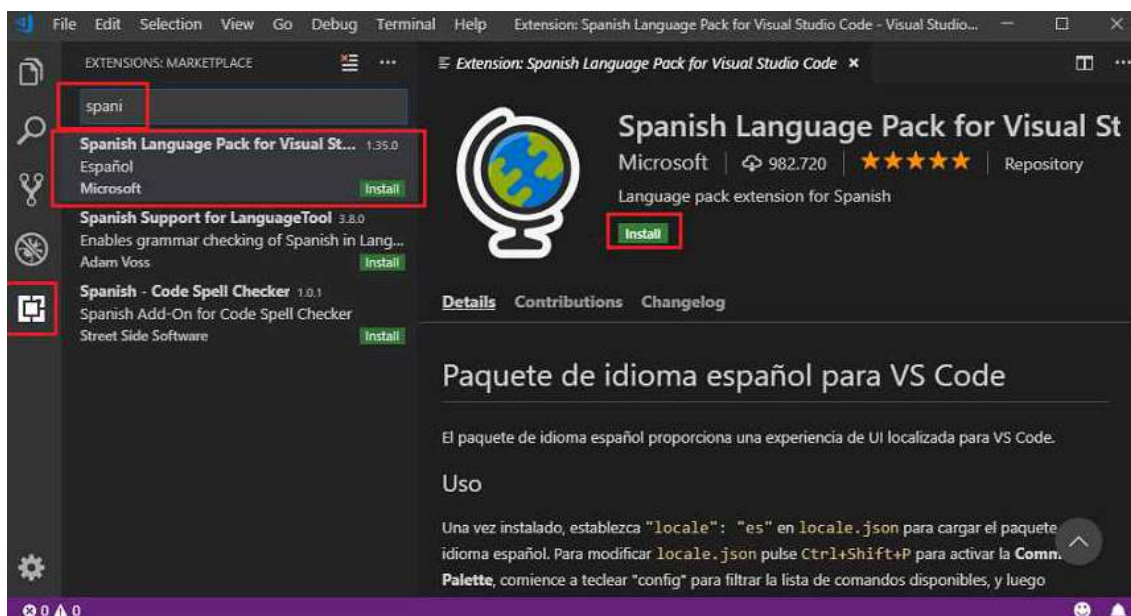 File Edit Selection View Go Debug Terminal Help Extension: Spanish Language Pack for Visual Studio Code - Visual Studio...
EXTENSIONS: MARKETPLACE
spani
Spanish Language Pack for Visual St... 1.35.0
Español
Microsoft Install
Spanish Support for LanguageTool 3.8.0
Enables grammar checking of Spanish in Lang...
Adam Voss Install
Spanish - Code Spell Checker 1.0.1
Spanish Add-On for Code Spell Checker
Street Side Software Install
Extension: Spanish Language Pack for Visual Studio Code
Spanish Language Pack for Visual St
Microsoft 982.720 Repository
Language pack extension for Spanish
Install
Details Contributions Changelog
Paquete de idioma español para VS Code
El paquete de idioma español proporciona una experiencia de UI localizada para VS Code.
Uso
Una vez instalado, establezca "locale": "es" en locale.json para cargar el paquete
idioma español. Para modificar locale.json pulse Ctrl+Shift+P para activar la Comm
Palette, comience a teclear "config" para filtrar la lista de comandos disponibles, y luego
0 0